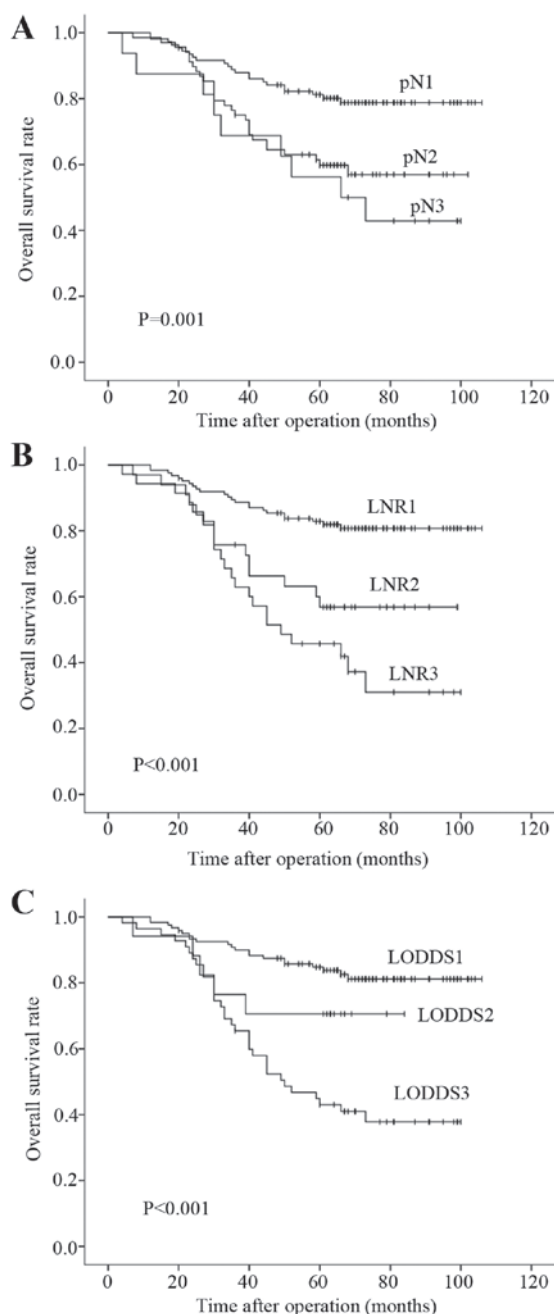 A
1.0
0.8
0.6
0.4
0.2
0.0
Overall survival rate
pN1
pN2
pN3
P=0.001
0 20 40 60 80 100 120
Time after operation (months)
B
1.0
0.8
0.6
0.4
0.2
0.0
Overall survival rate
LNR1
LNR2
LNR3
P<0.001
0 20 40 60 80 100 120
Time after operation (months)
C
1.0
0.8
0.6
0.4
0.2
0.0
Overall survival rate
LODDS1
LODDS2
LODDS3
P<0.001
0 20 40 60 80 100 120
Time after operation (months)